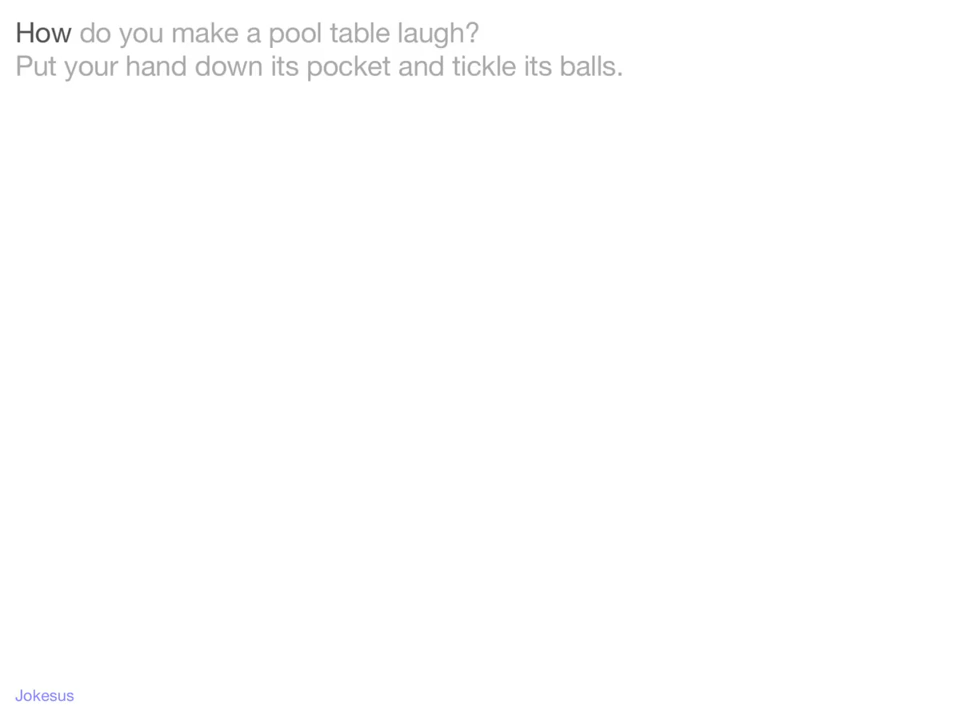 How do you make a pool table laugh?
Put your hand down its pocket and tickle its balls.
Jokesus